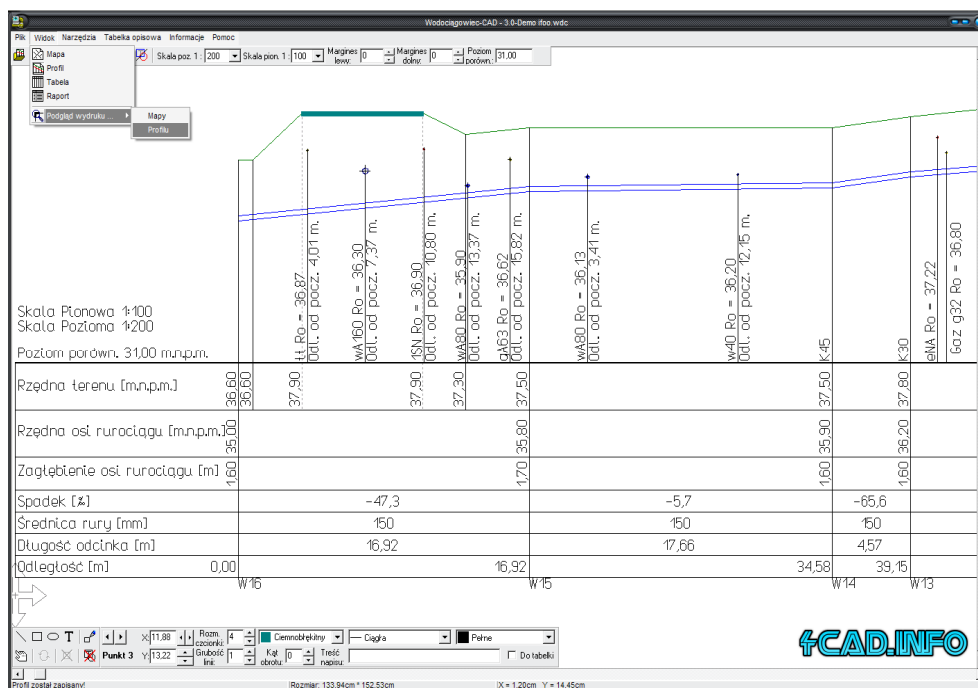 Wodociągowiec-CAD - 3.0-Demo ifoo.wdc
Plik Widok Narzędzia Tabelka opisowa Informacje Pomoc
Skala poz. 1 : 200 Skala pion. 1 : 100 Margines lewy: 0 Margines dolny: 0 Poziom porówn.: 31,00
Mapa
Profil
Tabela
Raport
Podgląd wydruku ...
Mapy
Profilu
tł Ro = 36,87
Odl. od pocz. 4,01 m.
wA160 Ro = 36,30
Odl. od pocz. 7,37 m.
1SN Ro = 36,90
Odl. od pocz. 10,80 m.
wA80 Ro = 35,90
Odl. od pocz. 13,37 m.
gA63 Ro = 36,62
Odl. od pocz. 15,82 m.
wA80 Ro = 36,13
Odl. od pocz. 3,41 m.
w40 Ro = 36,20
Odl. od pocz. 12,15 m.
K45
K30
eNA Ro = 37,22
Gaz g32 Ro = 36,80
Skala Pionowa 1:100
Skala Pozioma 1:200
Poziom porówn. 31,00 m.n.p.m.
Rzędna terenu [m.n.p.m.] 36,60 36,60 37,90 37,90 37,30 37,50 37,50 37,80
Rzędna osi rurociągu [m.n.p.m.] 35,00 35,80 35,90 36,20
Zagłębienie osi rurociągu [m] 1,60 1,70 1,60 1,60
Spadek [‰] -47,3 -5,7 -65,6
Średnica rury [mm] 150 150 150
Długość odcinka [m] 16,92 17,66 4,57
Odległość [m] 0,00 16,92 34,58 39,15
W16 W15 W14 W13
T X: 11,88 Rozm. czcionki: 4 Ciemnobłękitny Ciągła Pełne
Punkt 3 Y: 13,22 Grubość linii: 1 Kąt obrotu: 0 Treść napisu: Do tabelki
4CAD.INFO
Profil został zapisany! Rozmiar: 133.94cm * 152.53cm X = 1.20cm Y = 14.45cm